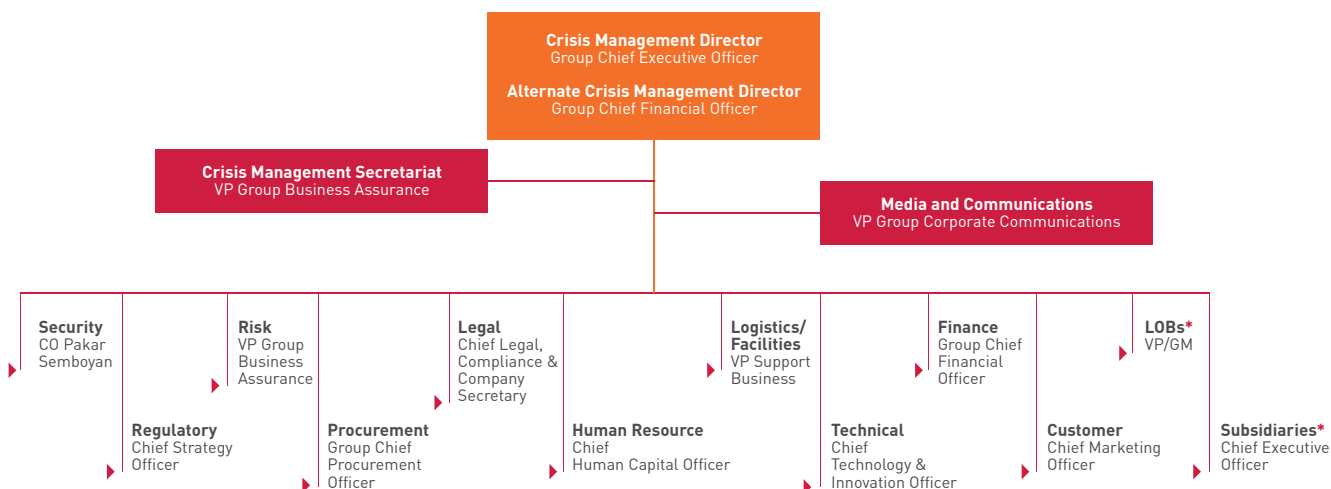 Crisis Management Director
Group Chief Executive Officer
Alternate Crisis Management Director
Group Chief Financial Officer
Crisis Management Secretariat
VP Group Business Assurance
Media and Communications
VP Group Corporate Communications
Security
CO Pakar
Semboyan
Regulatory
Chief Strategy
Officer
Risk
VP Group
Business
Assurance
Procurement
Group Chief
Procurement
Officer
Legal
Chief Legal,
Compliance &
Company
Secretary
Human Resource
Chief
Human Capital Officer
Logistics/
Facilities
VP Support
Business
Technical
Chief
Technology &
Innovation Officer
Finance
Group Chief
Financial
Officer
Customer
Chief Marketing
Officer
LOBs*
VP/GM
Subsidiaries*
Chief Executive
Officer